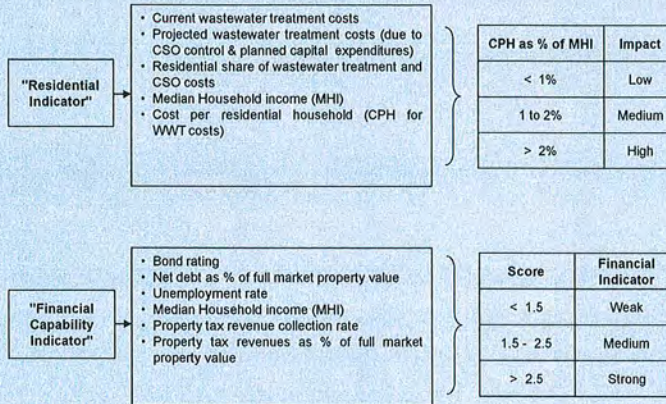 "Residential
Indicator"
• Current wastewater treatment costs
• Projected wastewater treatment costs (due to
CSO control & planned capital expenditures)
• Residential share of wastewater treatment and
CSO costs
• Median Household income (MHI)
• Cost per residential household (CPH for
WWT costs)
CPH as % of MHI Impact
< 1% Low
1 to 2% Medium
> 2% High
"Financial
Capability
Indicator"
• Bond rating
• Net debt as % of full market property value
• Unemployment rate
• Median Household income (MHI)
• Property tax revenue collection rate
• Property tax revenues as % of full market
property value
Score Financial
Indicator
< 1.5 Weak
1.5 - 2.5 Medium
> 2.5 Strong